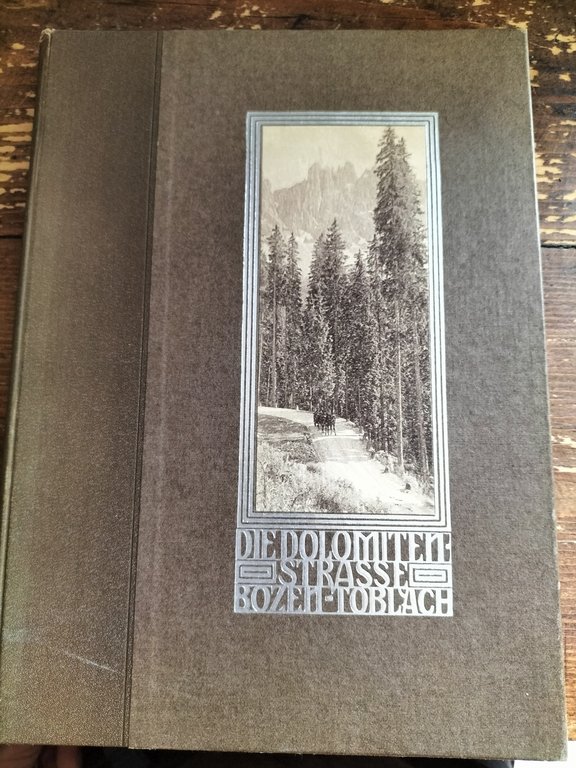 DIE DOLOMITEN-
STRASSE
BOZEN-TOBLACH